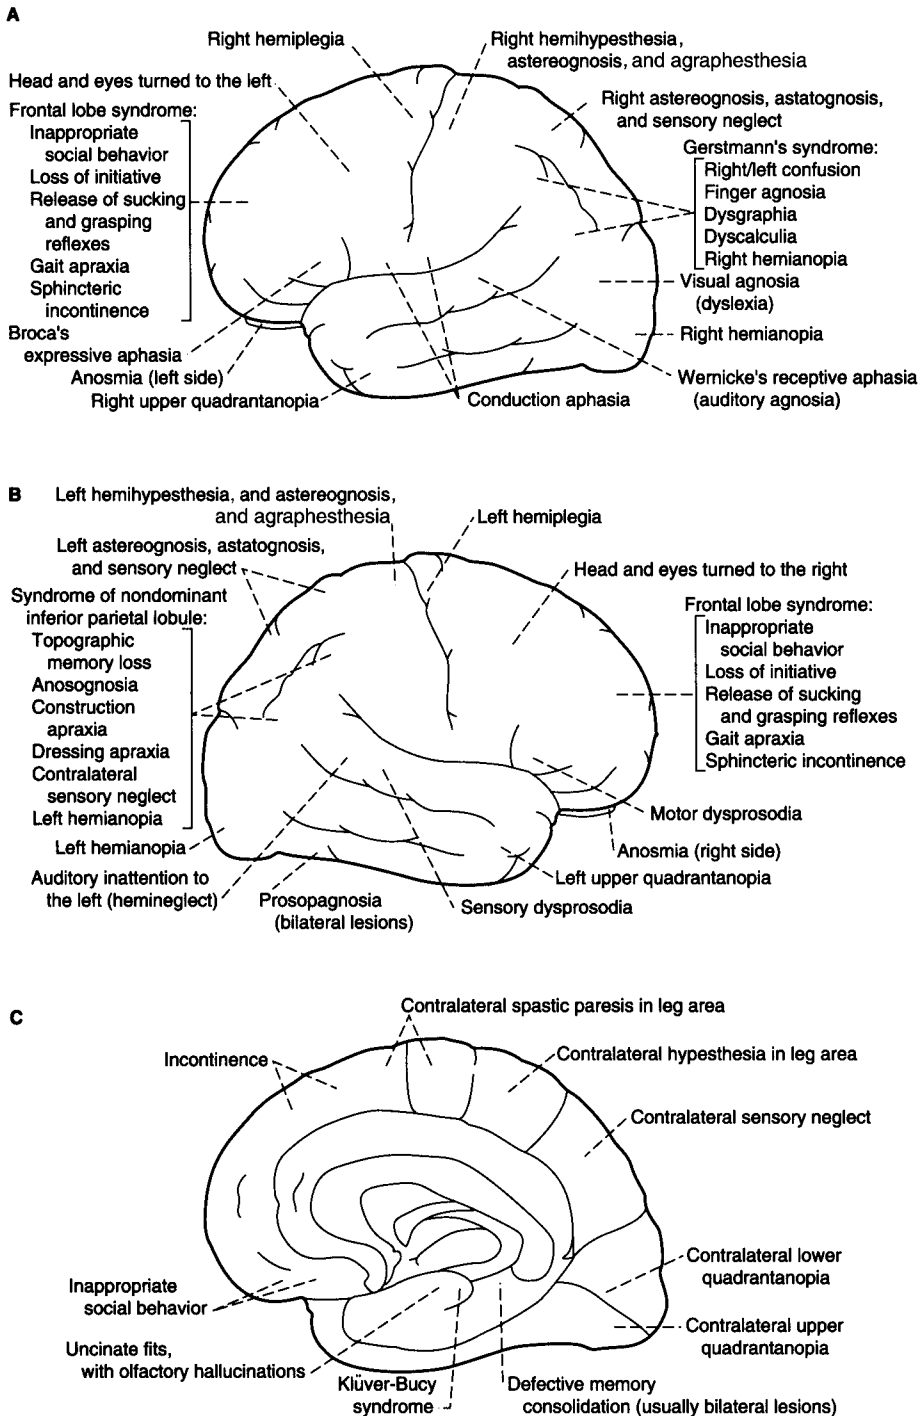 A
Right hemiplegia
Right hemihypesthesia,
astereognosis, and agraphesthesia
Head and eyes turned to the left
Right astereognosis, astatognosis,
and sensory neglect
Frontal lobe syndrome:
Inappropriate
social behavior
Loss of initiative
Release of sucking
and grasping
reflexes
Gait apraxia
Sphincteric
incontinence
Gerstmann's syndrome:
Right/left confusion
Finger agnosia
Dysgraphia
Dyscalculia
Right hemianopia
Visual agnosia
(dyslexia)
Right hemianopia
Broca's
expressive aphasia
Anosmia (left side)
Right upper quadrantanopia
Conduction aphasia
Wernicke's receptive aphasia
(auditory agnosia)
B
Left hemihypesthesia, and astereognosis,
and agraphesthesia
Left hemiplegia
Left astereognosis, astatognosis,
and sensory neglect
Head and eyes turned to the right
Syndrome of nondominant
inferior parietal lobule:
Topographic
memory loss
Anosognosia
Construction
apraxia
Dressing apraxia
Contralateral
sensory neglect
Left hemianopia
Frontal lobe syndrome:
Inappropriate
social behavior
Loss of initiative
Release of sucking
and grasping reflexes
Gait apraxia
Sphincteric incontinence
Left hemianopia
Motor dysprosodia
Anosmia (right side)
Auditory inattention to
the left (hemineglect)
Left upper quadrantanopia
Prosopagnosia
(bilateral lesions)
Sensory dysprosodia
C
Contralateral spastic paresis in leg area
Incontinence
Contralateral hypesthesia in leg area
Contralateral sensory neglect
Contralateral lower
quadrantanopia
Inappropriate
social behavior
Contralateral upper
quadrantanopia
Uncinate fits,
with olfactory hallucinations
Klüver-Bucy
syndrome
Defective memory
consolidation (usually bilateral lesions)